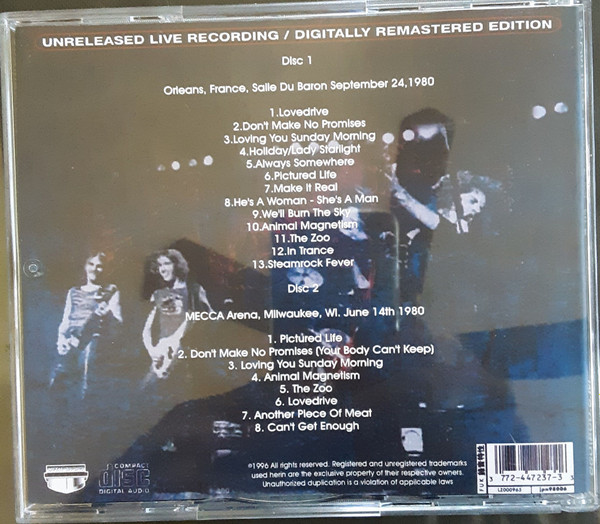 UNRELEASED LIVE RECORDING / DIGITALLY REMASTERED EDITION
Disc 1
Orleans, France, Salle Du Baron September 24,1980
1.Lovedrive
2.Don't Make No Promises
3.Loving You Sunday Morning
4.Holiday/Lady Starlight
5.Always Somewhere
6.Pictured Life
7.Make It Real
8.He's A Woman - She's A Man
9.We'll Burn The Sky
10.Animal Magnetism
11.The Zoo
12.In Trance
13.Steamrock Fever
Disc 2
MECCA Arena, Milwaukee, WI. June 14th 1980
1. Pictured Life
2. Don't Make No Promises (Your Body Can't Keep)
3. Loving You Sunday Morning
4. Animal Magnetism
5. The Zoo
6. Lovedrive
7. Another Piece Of Meat
8. Can't Get Enough
©1996 All rights reserved. Registered and unregistered trademarks
used herin are the exclusive property of their respective owners.
Unauthorized duplication is a violation of applicable laws
COMPACT
disc
DIGITAL AUDIO
FUK
3 772-447237-3 3
LZ000962
jpn98006